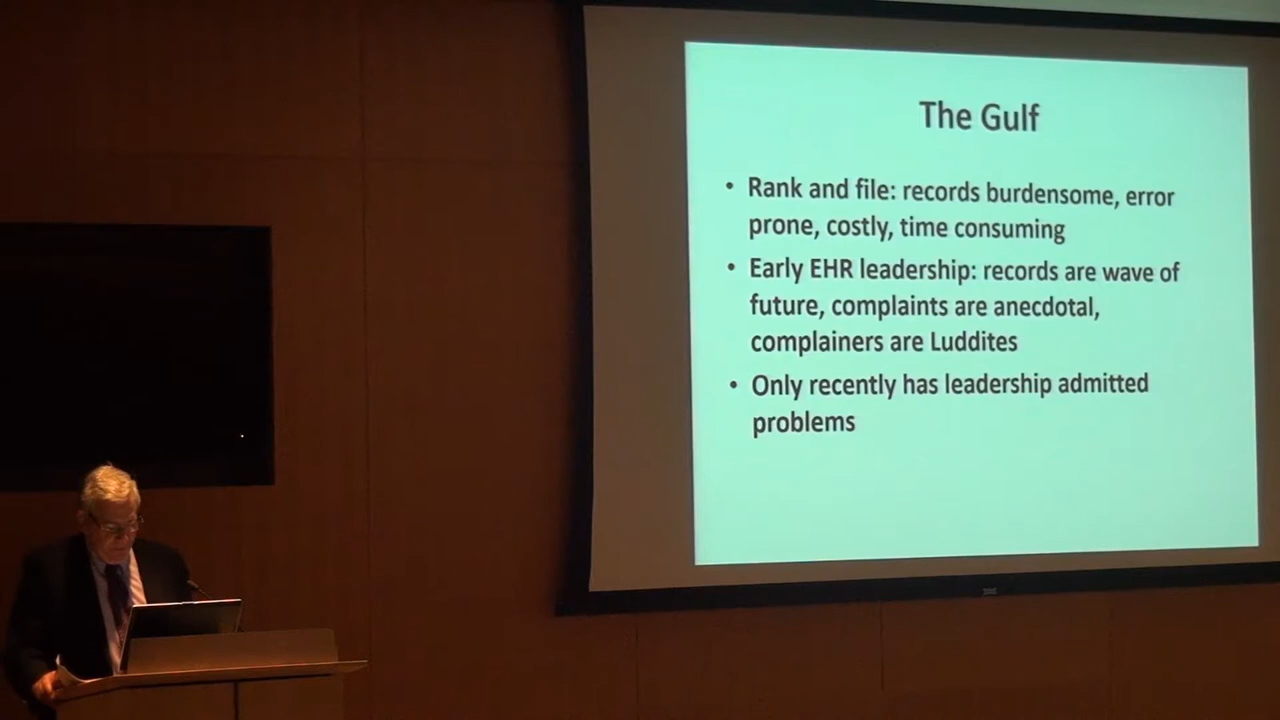 The Gulf
• Rank and file: records burdensome, error
prone, costly, time consuming
• Early EHR leadership: records are wave of
future, complaints are anecdotal,
complainers are Luddites
• Only recently has leadership admitted
problems